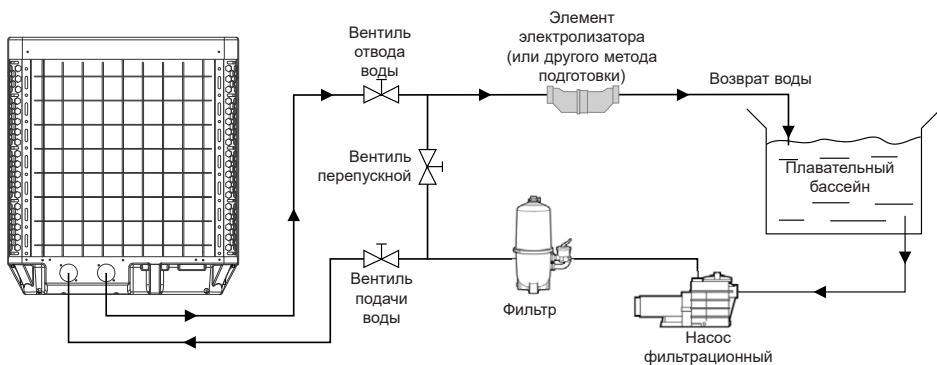 Вентиль
отвода
воды
Элемент
электролизатора
(или другого метода
подготовки)
Возврат воды
Вентиль
перепускной
Плавательный
бассейн
Вентиль
подачи
воды
Фильтр
Насос
фильтрационный